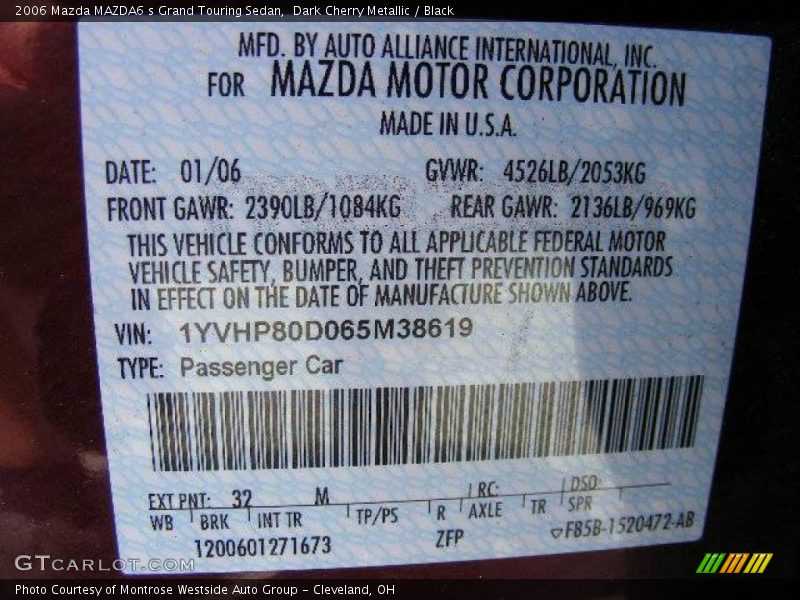 2006 Mazda MAZDA6 s Grand Touring Sedan,  Dark Cherry Metallic / Black
MFD. BY AUTO ALLIANCE INTERNATIONAL, INC.
FOR MAZDA MOTOR CORPORATION
MADE IN U.S.A.
DATE: 01/06 GVWR: 4526LB/2053KG
FRONT GAWR: 2390LB/1084KG REAR GAWR: 2136LB/969KG
THIS VEHICLE CONFORMS TO ALL APPLICABLE FEDERAL MOTOR
VEHICLE SAFETY, BUMPER, AND THEFT PREVENTION STANDARDS
IN EFFECT ON THE DATE OF MANUFACTURE SHOWN ABOVE.
VIN: 1YVHP80D065M38619
TYPE: Passenger Car
EXT PNT: 32 M RC: DSO:
WB BRK INT TR TP/PS R AXLE TR SPR
1200601271673 ZFP F85B-1520472-AB
GTCARLOT.COM
Photo Courtesy of Montrose Westside Auto Group - Cleveland, OH